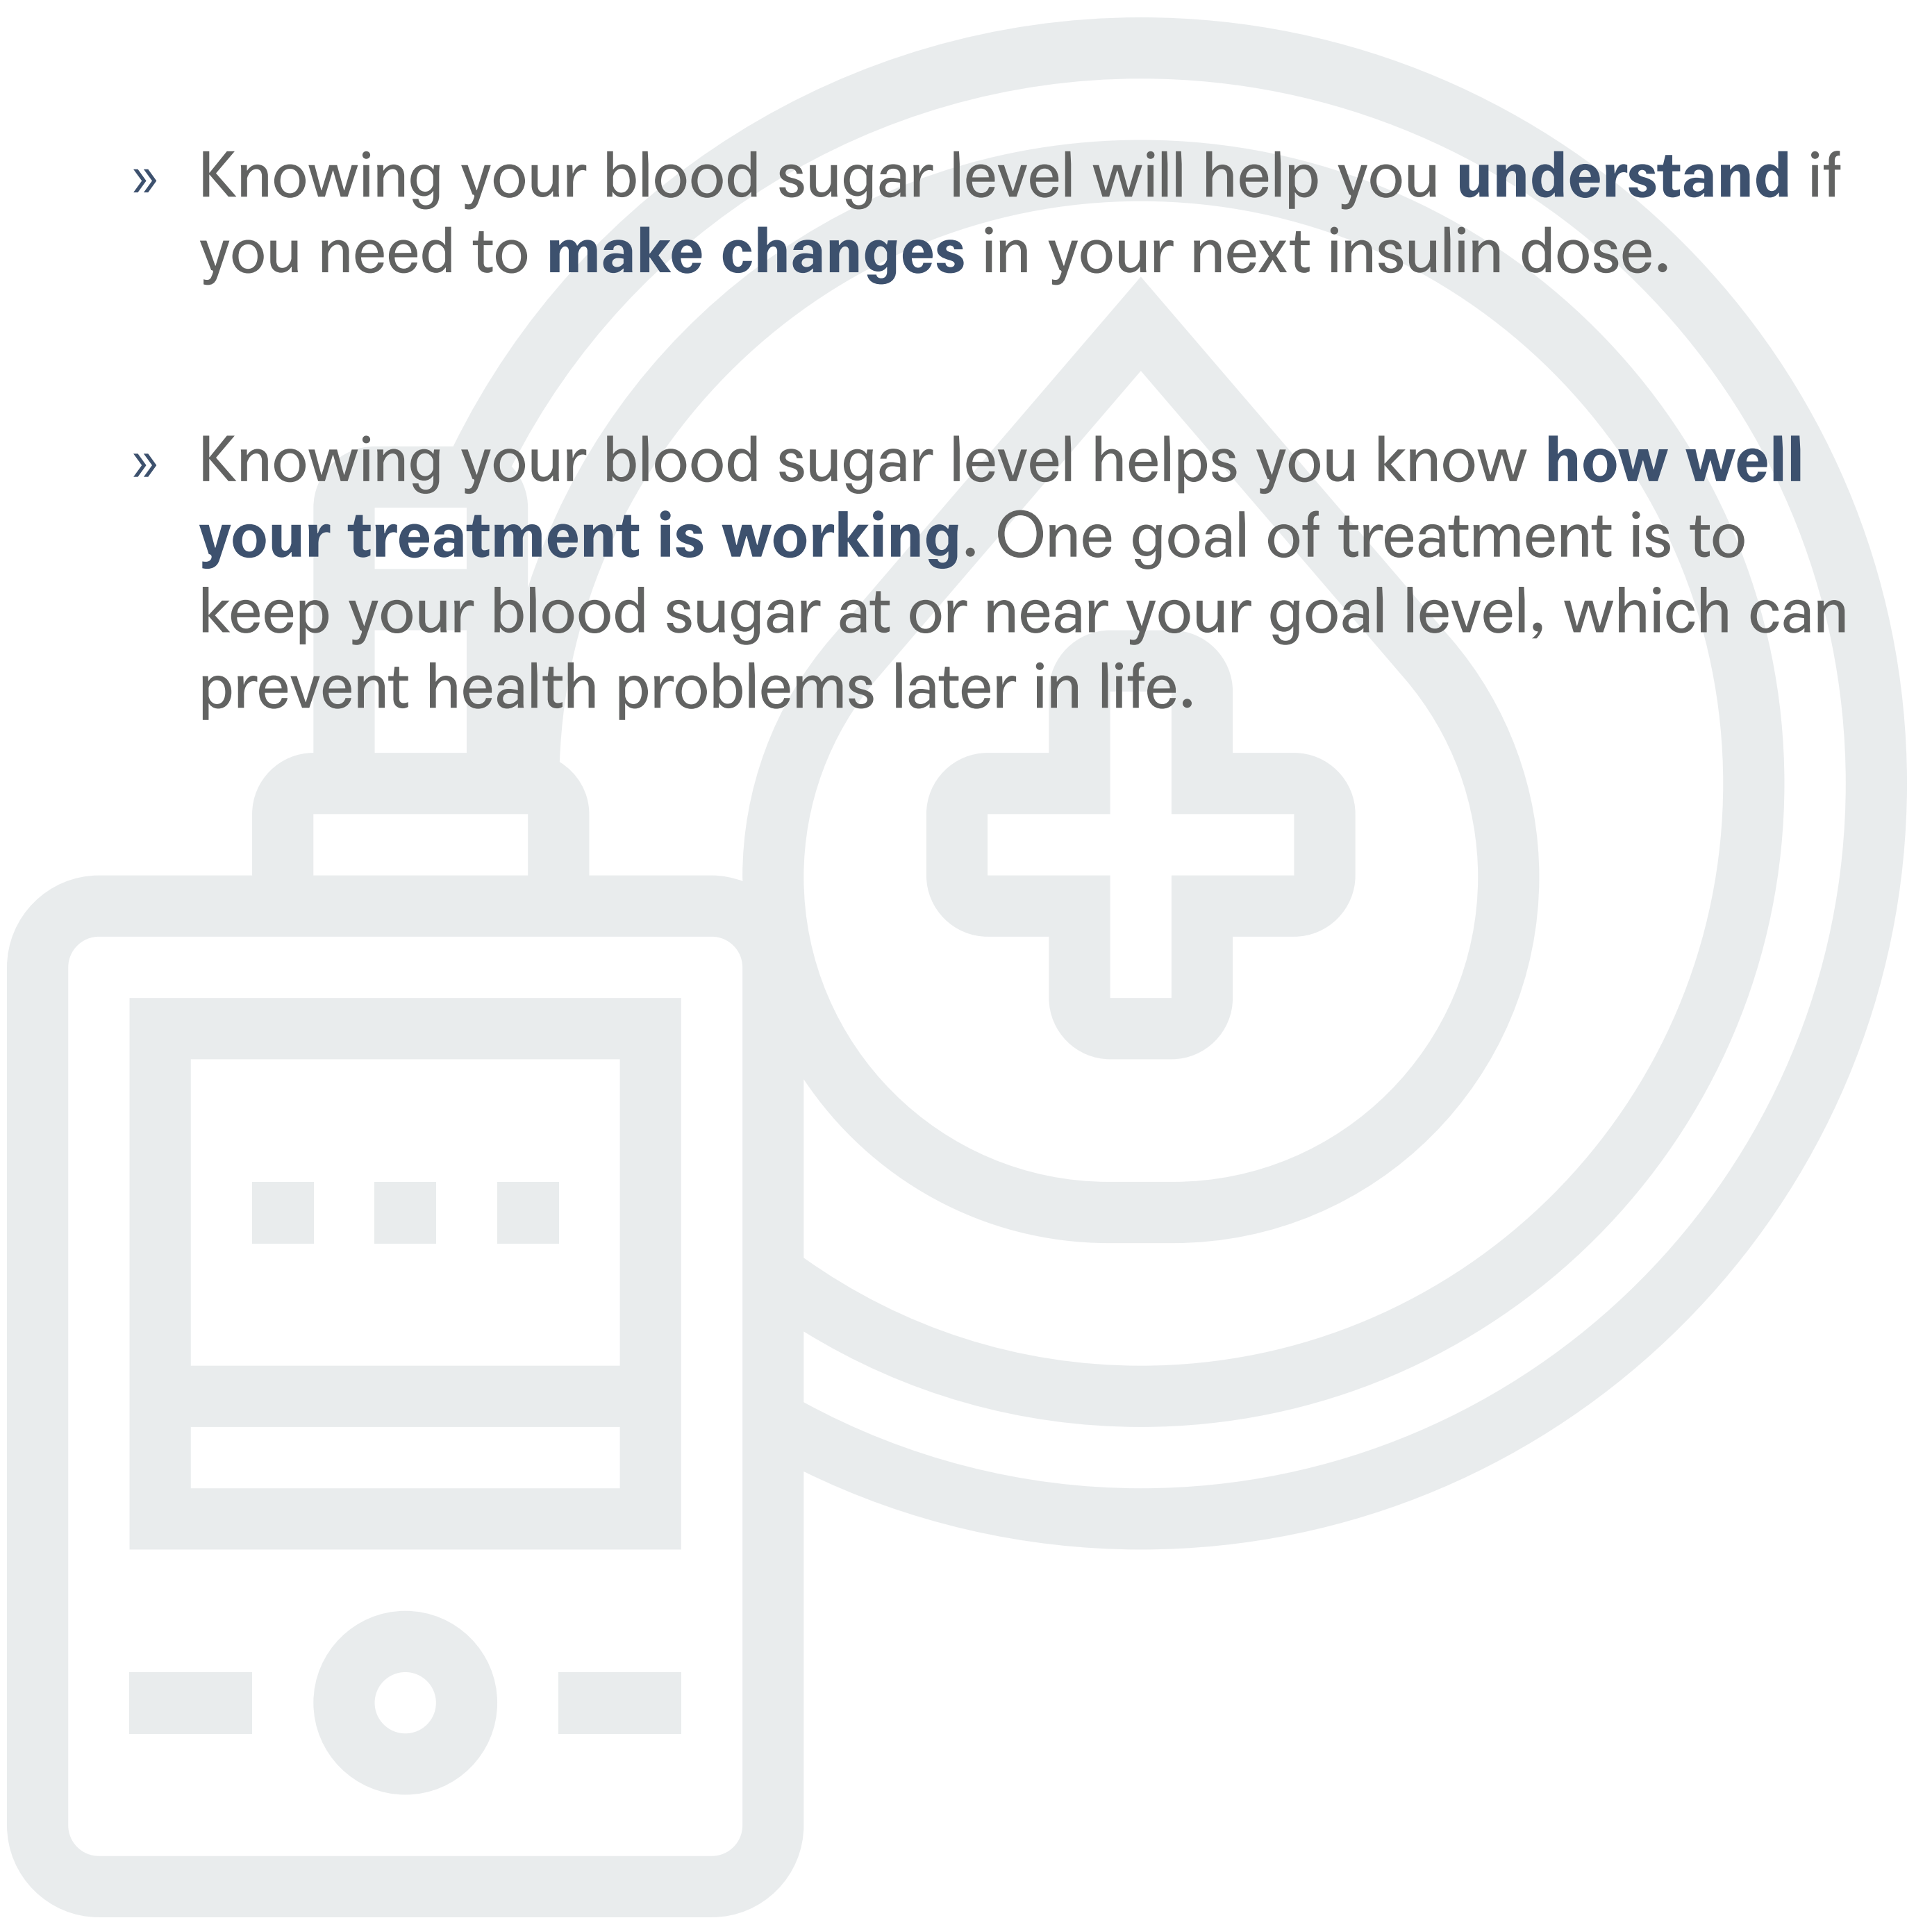 » Knowing your blood sugar level will help you understand if
you need to make changes in your next insulin dose.
» Knowing your blood sugar level helps you know how well
your treatment is working. One goal of treatment is to
keep your blood sugar at or near your goal level, which can
prevent health problems later in life.